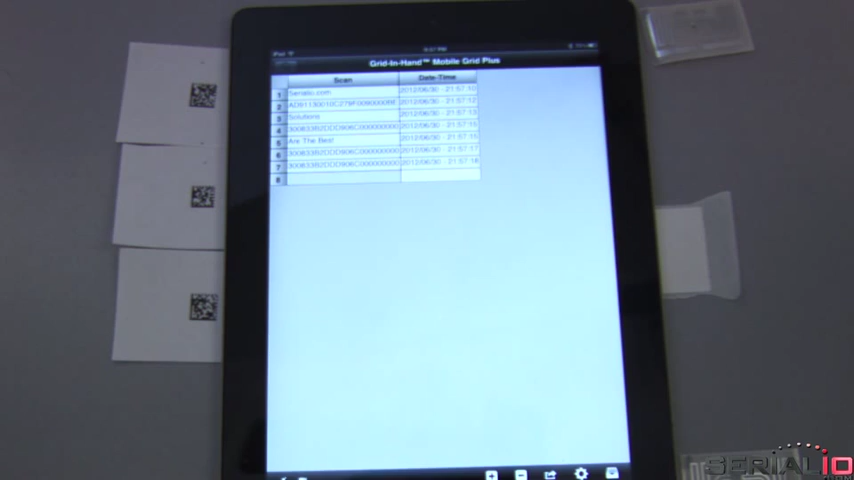 Grid-In-Hand™ Mobile Grid Plus
Scan Date-Time
1 Serialio.com 2012/06/30 - 21:57:10
2 2012/06/30 - 21:57:12
3 Solutions 2012/06/30 - 21:57:13
4 2012/06/30 - 21:57:15
5 Are The Best! 2012/06/30 - 21:57:15
6 300833B2DDD906C000000000 2012/06/30 - 21:57:17
7 300833B2DDD906C000000000 2012/06/30 - 21:57:18
8
SERIALIO
.COM